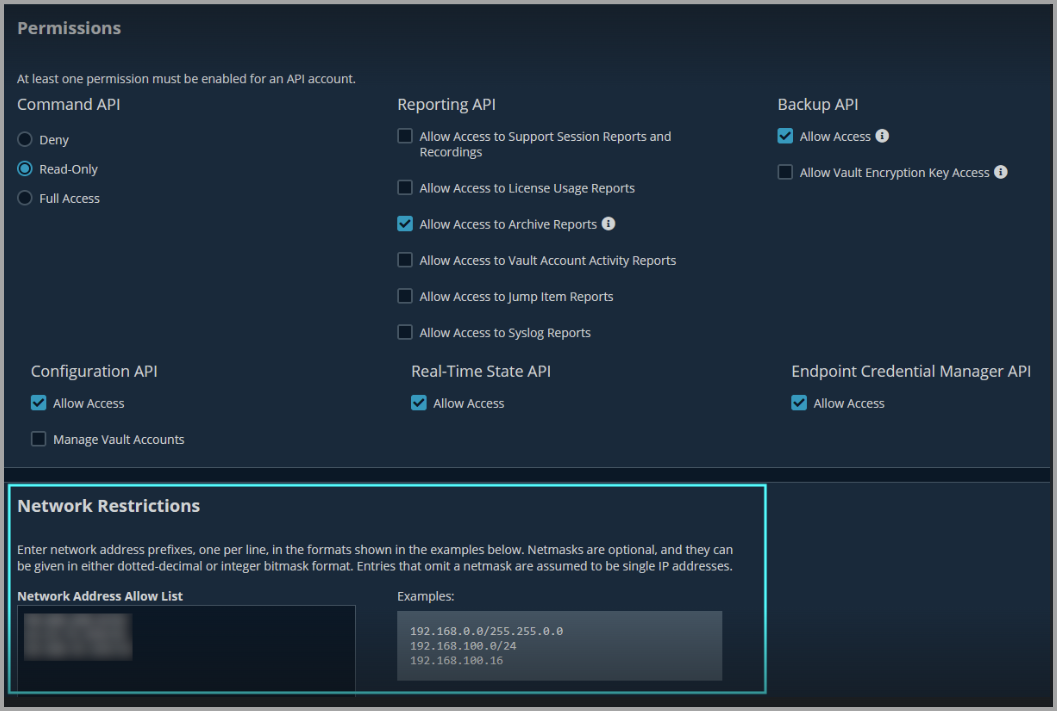 Permissions
At least one permission must be enabled for an API account.
Command API
Deny
Read-Only
Full Access
Reporting API
Allow Access to Support Session Reports and
Recordings
Allow Access to License Usage Reports
Allow Access to Archive Reports
Allow Access to Vault Account Activity Reports
Allow Access to Jump Item Reports
Allow Access to Syslog Reports
Backup API
Allow Access
Allow Vault Encryption Key Access
Configuration API
Allow Access
Manage Vault Accounts
Real-Time State API
Allow Access
Endpoint Credential Manager API
Allow Access
Network Restrictions
Enter network address prefixes, one per line, in the formats shown in the examples below. Netmasks are optional, and they can
be given in either dotted-decimal or integer bitmask format. Entries that omit a netmask are assumed to be single IP addresses.
Network Address Allow List
Examples:
192.168.0.0/255.255.0.0
192.168.100.0/24
192.168.100.16